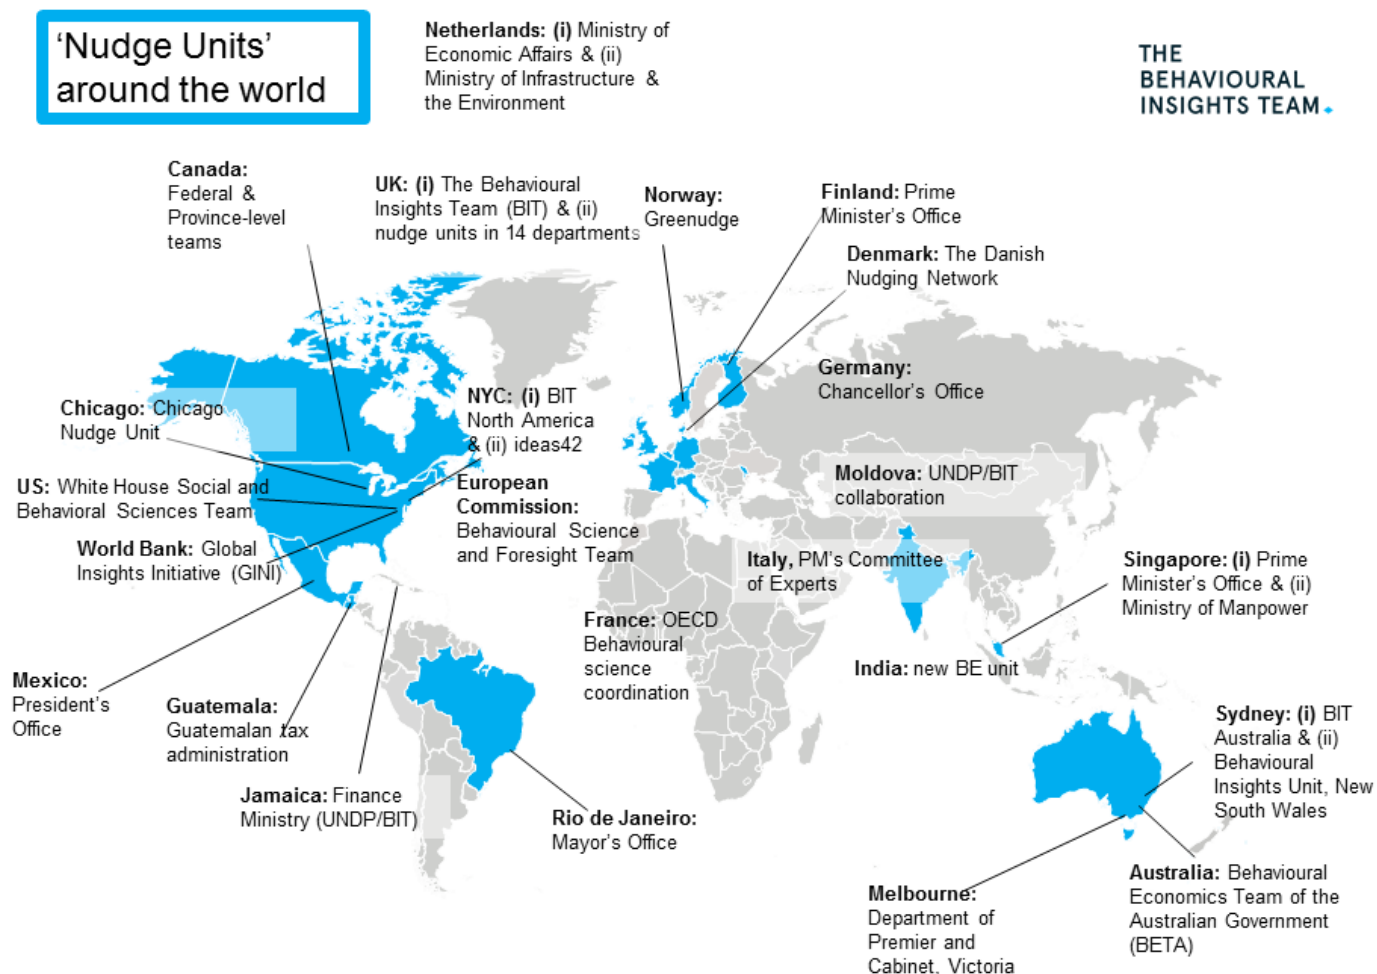 ‘Nudge Units’
around the world
Netherlands: (i) Ministry of
Economic Affairs & (ii)
Ministry of Infrastructure &
the Environment
THE
BEHAVIOURAL
INSIGHTS TEAM
Canada:
Federal &
Province-level
teams
UK: (i) The Behavioural
Insights Team (BIT) & (ii)
nudge units in 14 departments
Norway:
Greenudge
Finland: Prime
Minister’s Office
Denmark: The Danish
Nudging Network
Germany:
Chancellor’s Office
Chicago: Chicago
Nudge Unit
NYC: (i) BIT
North America
& (ii) ideas42
US: White House Social and
Behavioral Sciences Team
European
Commission:
Behavioural Science
and Foresight Team
Moldova: UNDP/BIT
collaboration
World Bank: Global
Insights Initiative (GINI)
Italy, PM’s Committee
of Experts
Singapore: (i) Prime
Minister’s Office & (ii)
Ministry of Manpower
France: OECD
Behavioural
science
coordination
India: new BE unit
Mexico:
President’s
Office
Guatemala:
Guatemalan tax
administration
Jamaica: Finance
Ministry (UNDP/BIT)
Rio de Janeiro:
Mayor’s Office
Sydney: (i) BIT
Australia & (ii)
Behavioural
Insights Unit, New
South Wales
Melbourne:
Department of
Premier and
Cabinet, Victoria
Australia: Behavioural
Economics Team of the
Australian Government
(BETA)